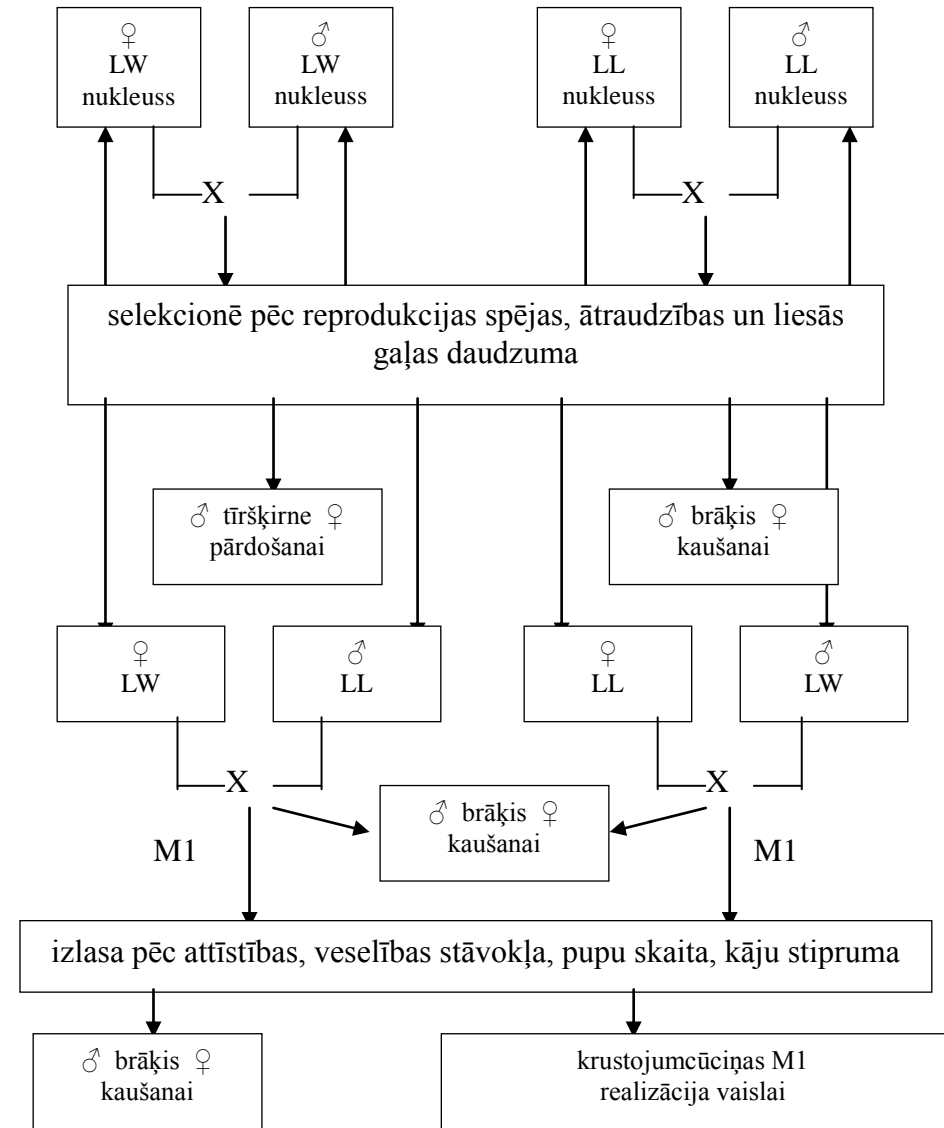 ♀
LW
nukleuss
♂
LW
nukleuss
♀
LL
nukleuss
♂
LL
nukleuss
X
X
selekcionē pēc reprodukcijas spējas, ātraudzības un liesās
gaļas daudzuma
♂ tīršķirne ♀
pārdošanai
♂ brāķis ♀
kaušanai
♀
LW
♂
LL
♀
LL
♂
LW
X
X
♂ brāķis ♀
kaušanai
M1
M1
izlasa pēc attīstības, veselības stāvokļa, pupu skaita, kāju stipruma
♂ brāķis ♀
kaušanai
krustojumcūciņas M1
realizācija vaislai